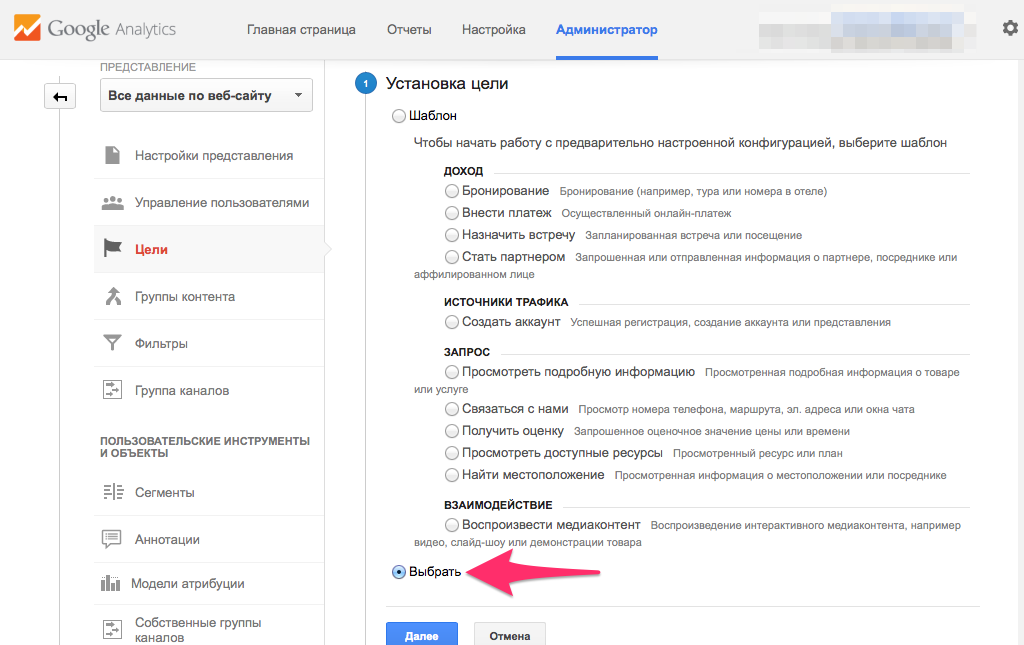 Google Analytics
Главная страница
Отчеты
Настройка
Администратор
ПРЕДСТАВЛЕНИЕ
Все данные по веб-сайту
Настройки представления
Управление пользователями
Цели
Группы контента
Фильтры
Группа каналов
ПОЛЬЗОВАТЕЛЬСКИЕ ИНСТРУМЕНТЫ
И ОБЪЕКТЫ
Сегменты
Аннотации
Модели атрибуции
Собственные группы
каналов
1 Установка цели
Шаблон
Чтобы начать работу с предварительно настроенной конфигурацией, выберите шаблон
ДОХОД
Бронирование Бронирование (например, тура или номера в отеле)
Внести платеж Осуществленный онлайн-платеж
Назначить встречу Запланированная встреча или посещение
Стать партнером Запрошенная или отправленная информация о партнере, посреднике или
аффилированном лице
ИСТОЧНИКИ ТРАФИКА
Создать аккаунт Успешная регистрация, создание аккаунта или представления
ЗАПРОС
Просмотреть подробную информацию Просмотренная подробная информация о товаре
или услуге
Связаться с нами Просмотр номера телефона, маршрута, эл. адреса или окна чата
Получить оценку Запрошенное оценочное значение цены или времени
Просмотреть доступные ресурсы Просмотренный ресурс или план
Найти местоположение Просмотренная информация о местоположении или посреднике
ВЗАИМОДЕЙСТВИЕ
Воспроизвести медиаконтент Воспроизведение интерактивного медиаконтента, например
видео, слайд-шоу или демонстрации товара
Выбрать
Далее
Отмена